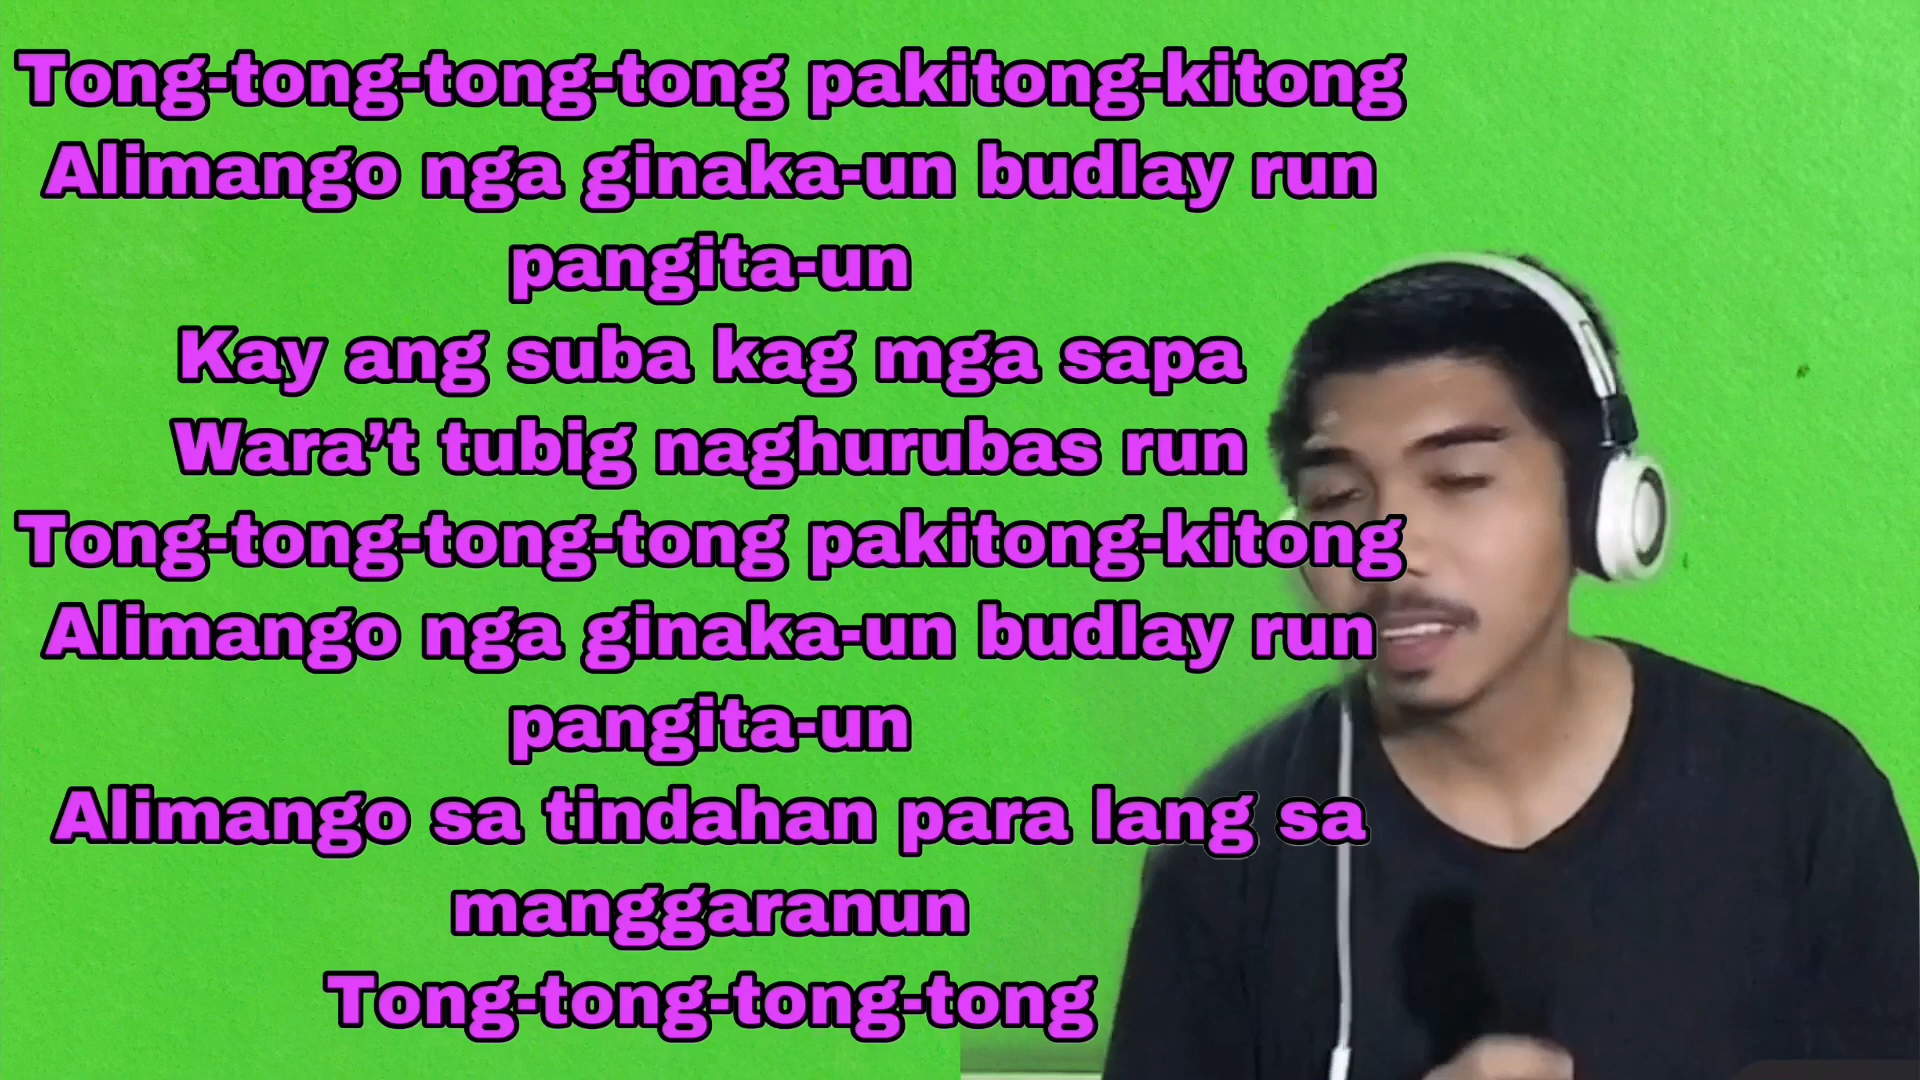 Tong-tong-tong-tong pakitong-kitong
Alimango nga ginaka-un budlay run
pangita-un
Kay ang suba kag mga sapa
Wara’t tubig naghurubas run
Tong-tong-tong-tong pakitong-kitong
Alimango nga ginaka-un budlay run
pangita-un
Alimango sa tindahan para lang sa
manggaranun
Tong-tong-tong-tong